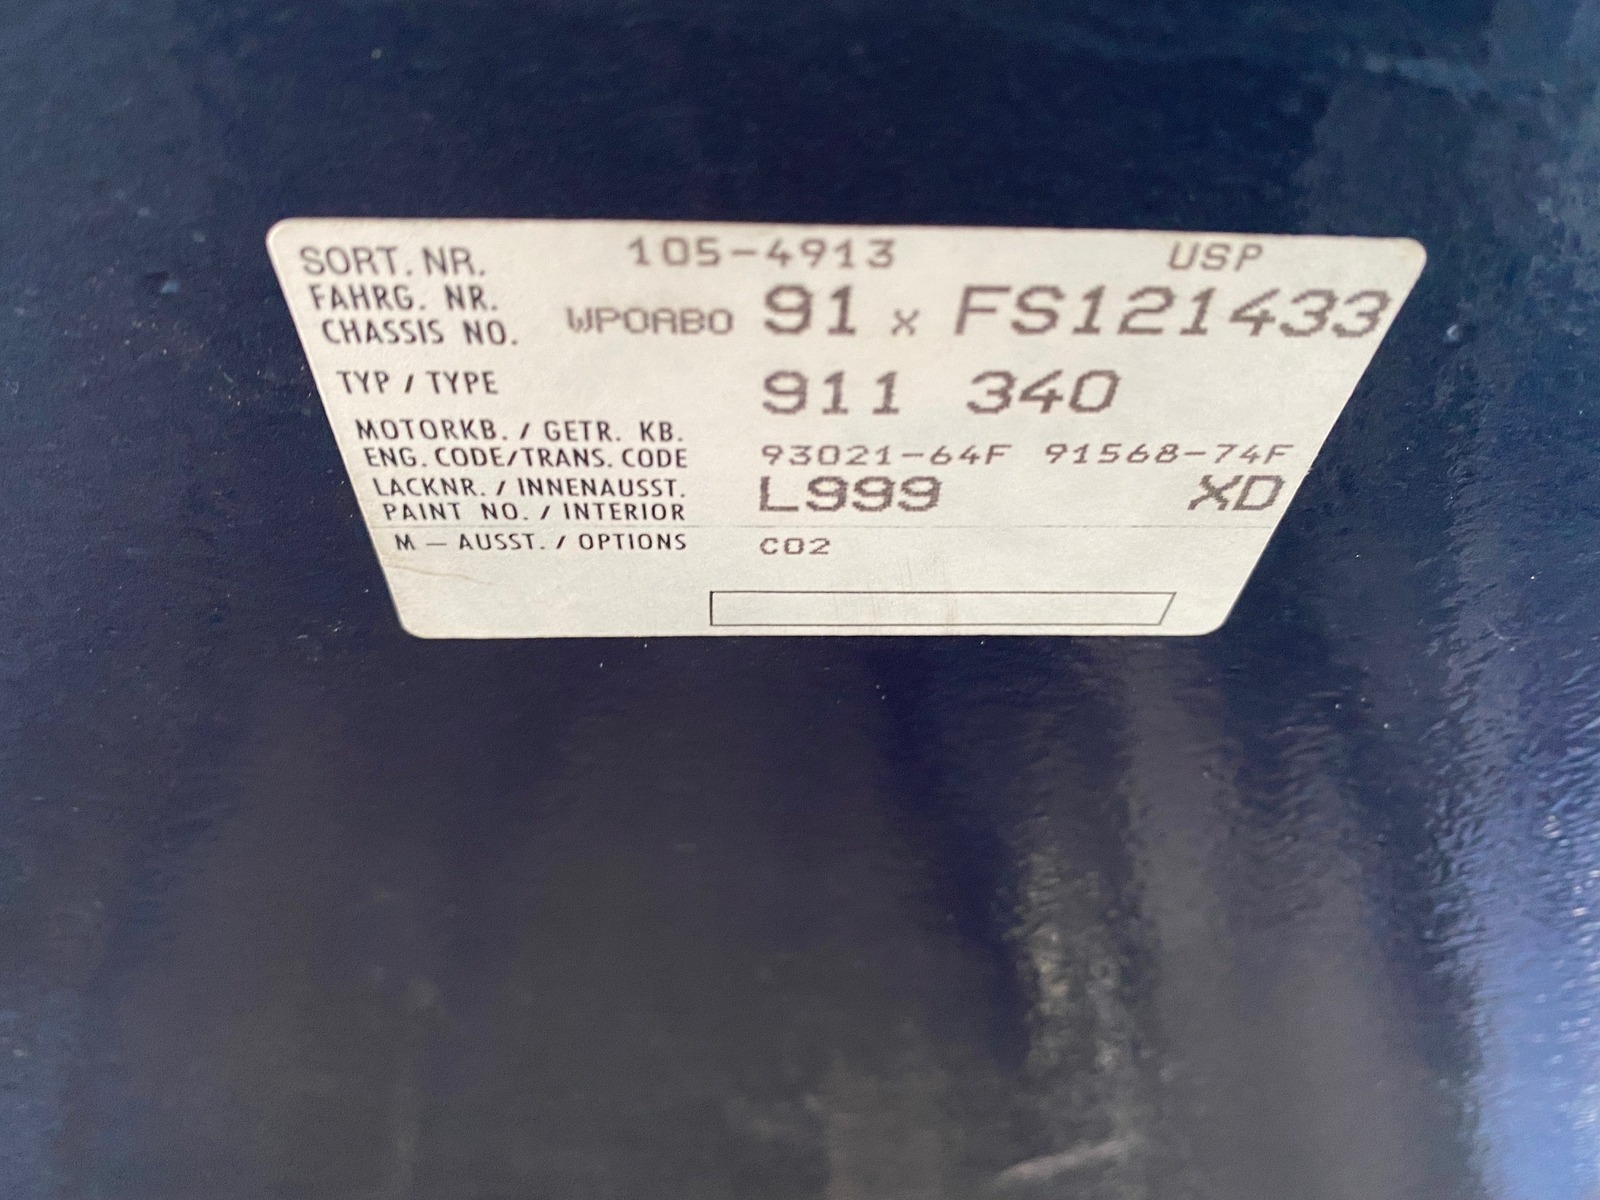 SORT. NR. 105-4913 USP
FAHRG. NR.
CHASSIS NO. WP0AB0 91 x FS121433
TYP / TYPE 911 340
MOTORKB. / GETR. KB.
ENG. CODE/TRANS. CODE 93021-64F 91568-74F
LACKNR. / INNENAUSST. L999 XD
PAINT NO. / INTERIOR
M — AUSST. / OPTIONS C02